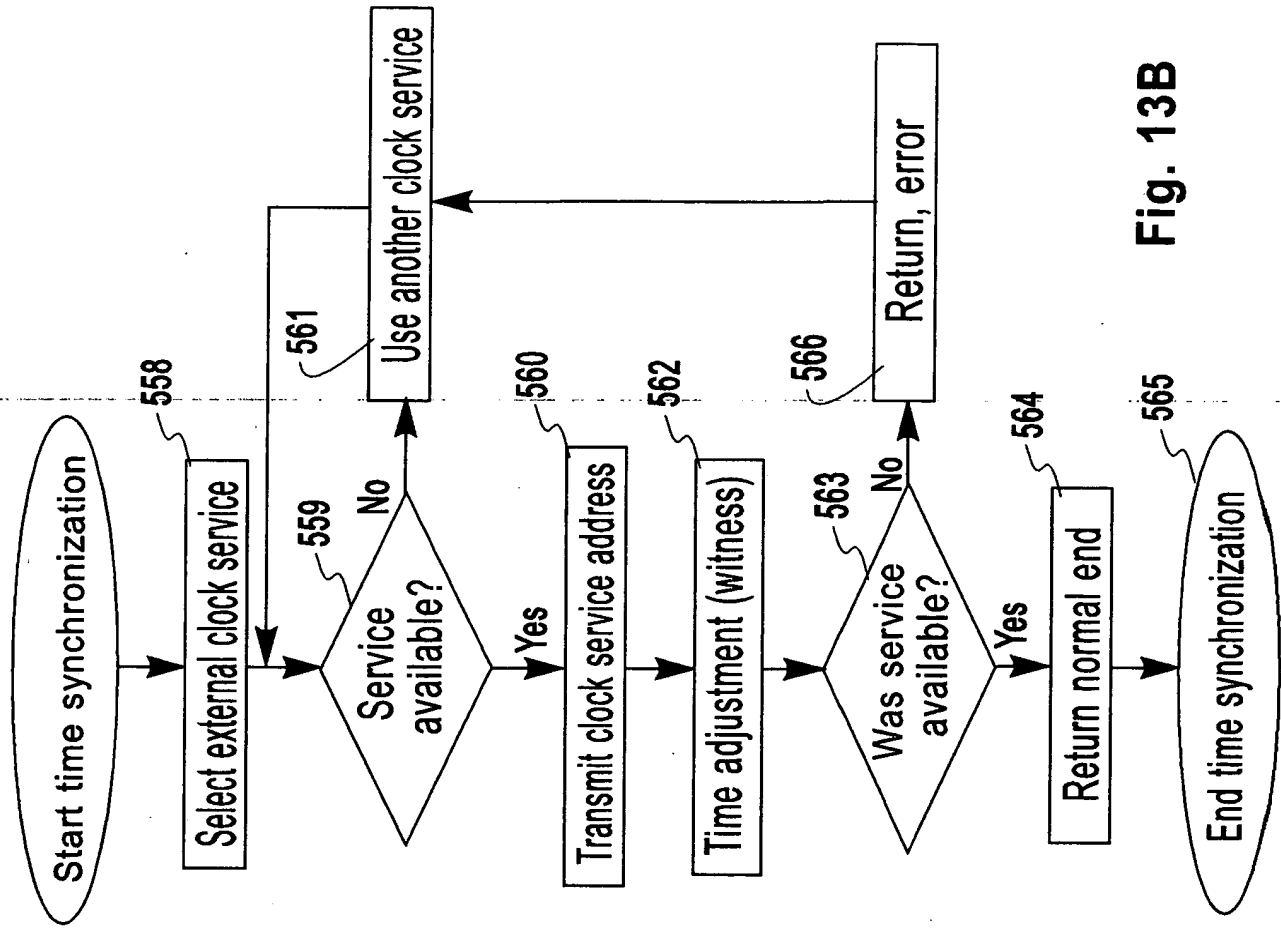 Start time synchronization
558
Select external clock service
559
Service
available?
No
561
Use another clock service
Yes
560
Transmit clock service address
562
Time adjustment (witness)
563
Was service
available?
No
566
Return, error
Yes
564
Return normal end
565
End time synchronization
Fig. 13B